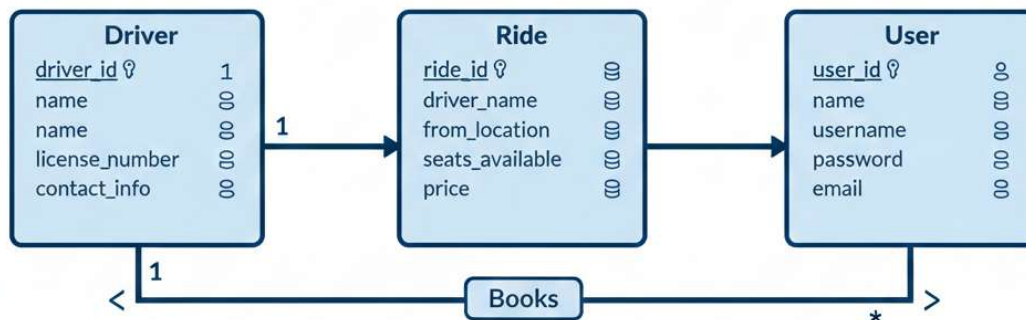 Driver
driver_id 1
name
name
license_number
contact_info
1
Ride
ride_id
driver_name
from_location
seats_available
price
User
user_id
name
username
password
email
1
< Books >
*